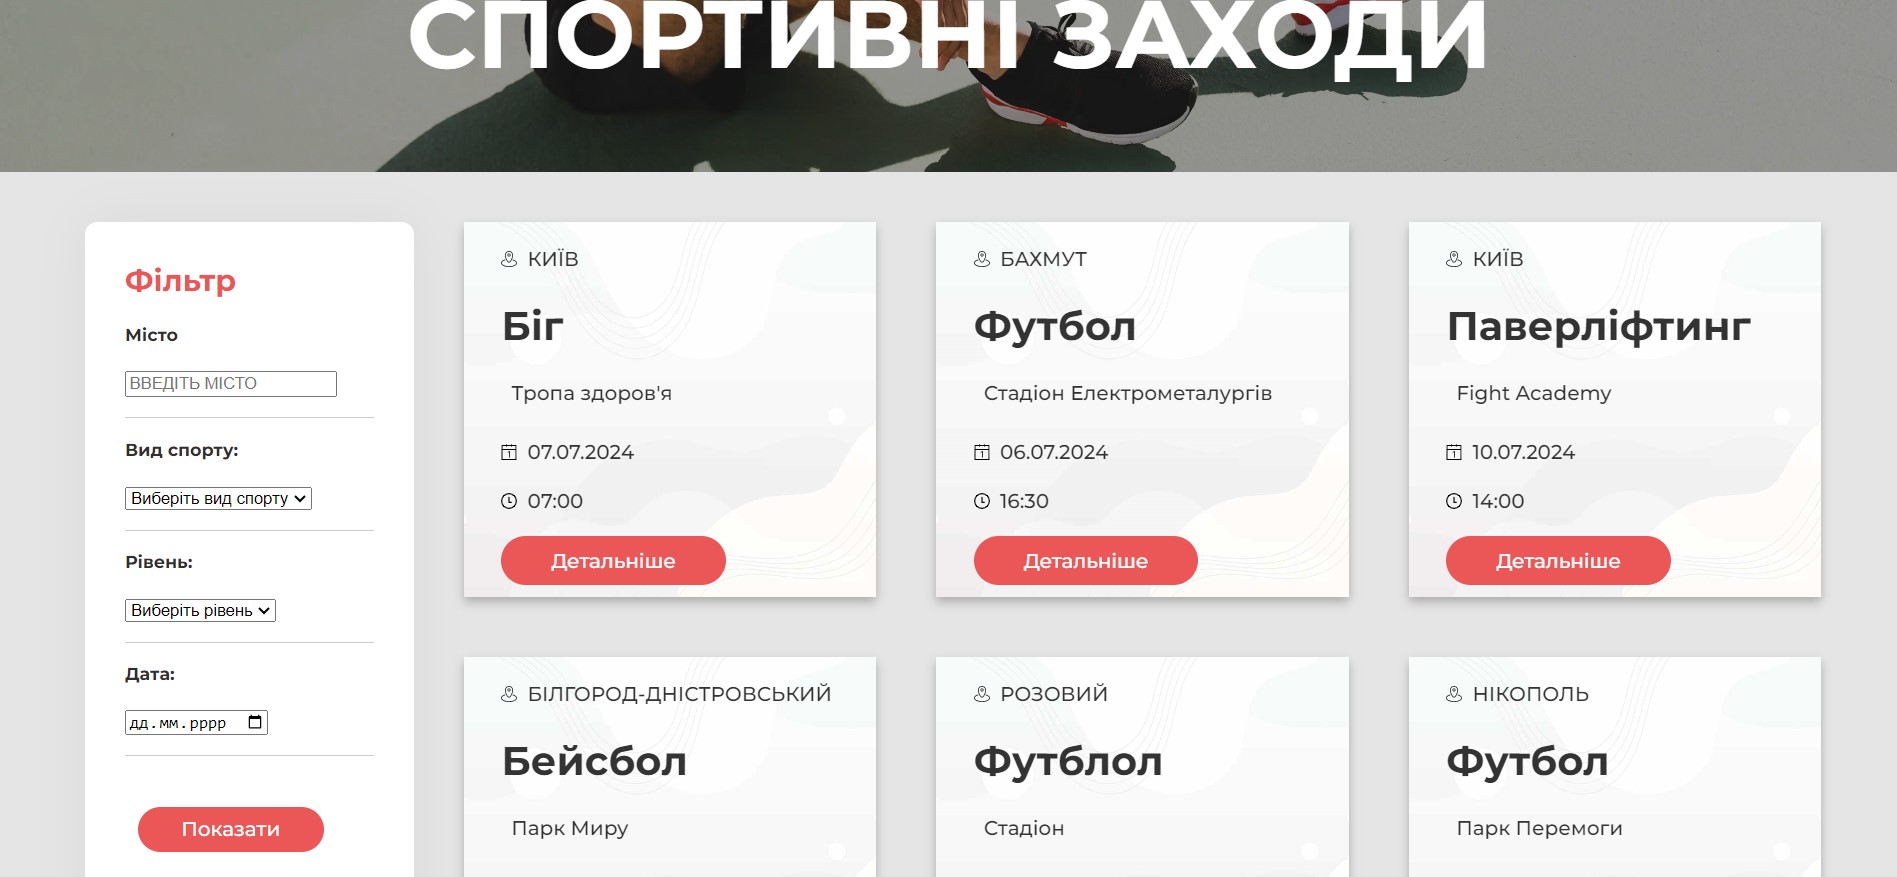 СПОРТИВНІ ЗАХОДИ
Фільтр
Місто
ВВЕДІТЬ МІСТО
Вид спорту:
Виберіть вид спорту
Рівень:
Виберіть рівень
Дата:
дд.мм.рррр
Показати
КИЇВ
Біг
Тропа здоров'я
07.07.2024
07:00
Детальніше
БАХМУТ
Футбол
Стадіон Електрометалургів
06.07.2024
16:30
Детальніше
КИЇВ
Паверліфтинг
Fight Academy
10.07.2024
14:00
Детальніше
БІЛГОРОД-ДНІСТРОВСЬКИЙ
Бейсбол
Парк Миру
РОЗОВИЙ
Футблол
Стадіон
НІКОПОЛЬ
Футбол
Парк Перемоги